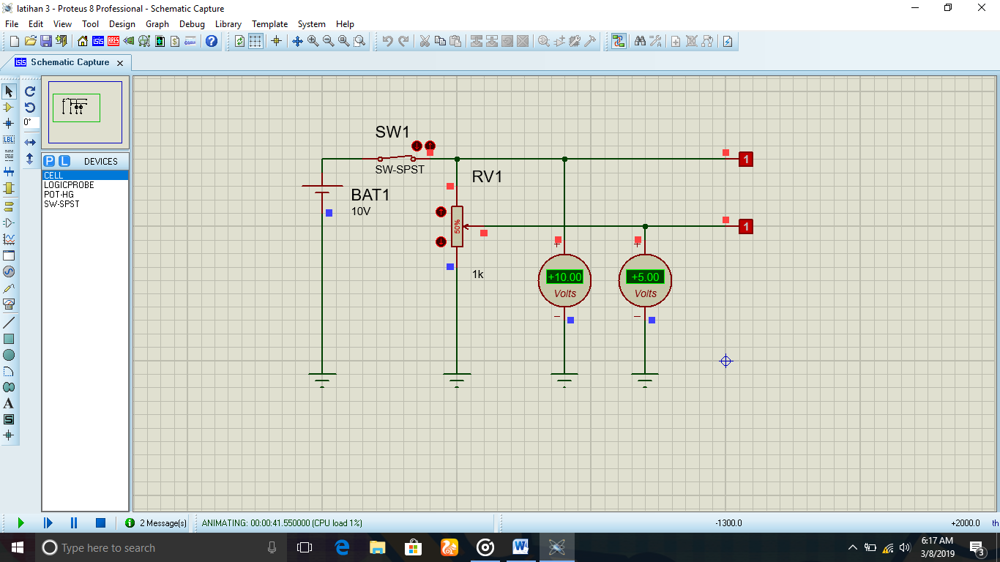 latihan 3 - Proteus 8 Professional - Schematic Capture
File Edit View Tool Design Graph Debug Library Template System Help
Schematic Capture
0°
LBL
P L DEVICES
CELL
LOGICPROBE
POT-HG
SW-SPST
A
S
SW1
SW-SPST
RV1
BAT1
10V
50%
1k
1
1
+
+
+10.00
+5.00
Volts
Volts
−
−
2 Message(s)
ANIMATING: 00:00:41.550000 (CPU load 1%)
-1300.0
+2000.0
th
Type here to search
6:17 AM
3/8/2019
3